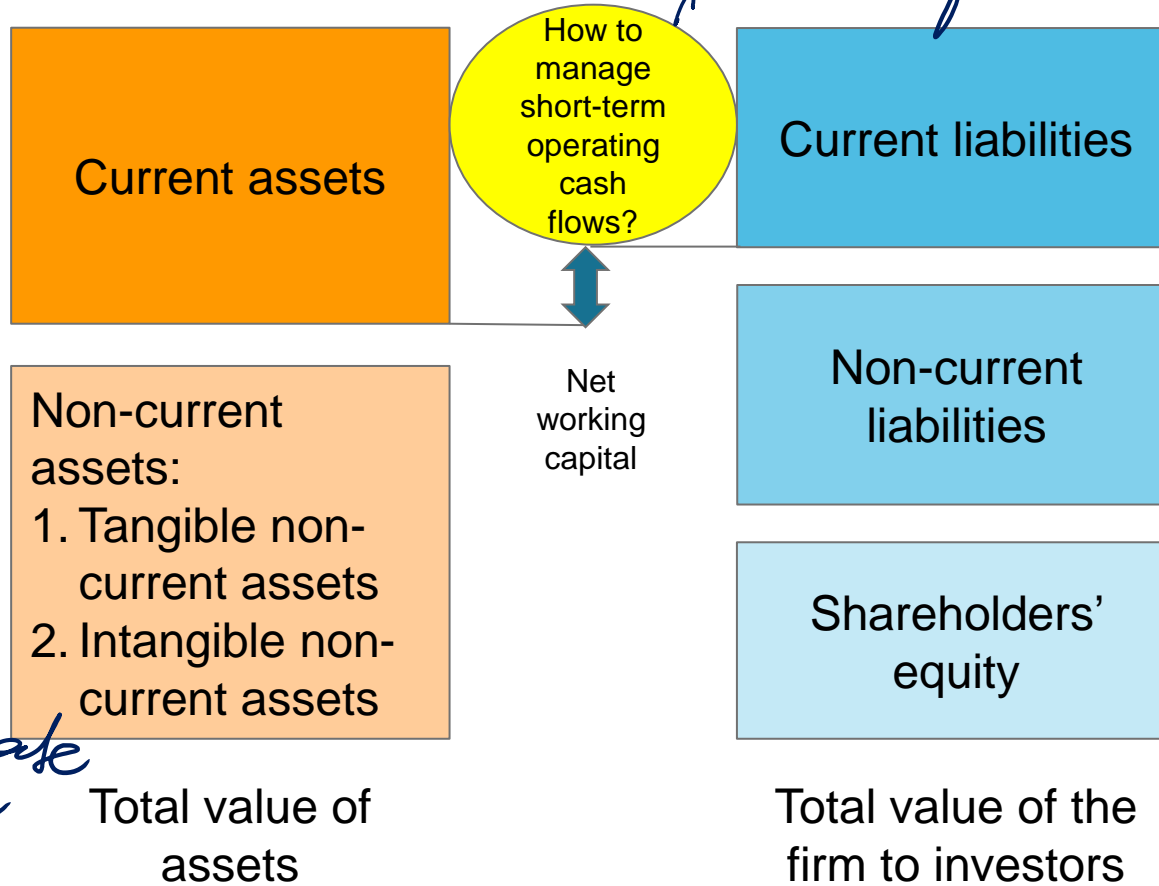 How to
manage
short-term
operating
cash
flows?
Current assets
Current liabilities
Net
working
capital
Non-current
assets:
1. Tangible non-
current assets
2. Intangible non-
current assets
Non-current
liabilities
Shareholders’
equity
Total value of
assets
Total value of the
firm to investors